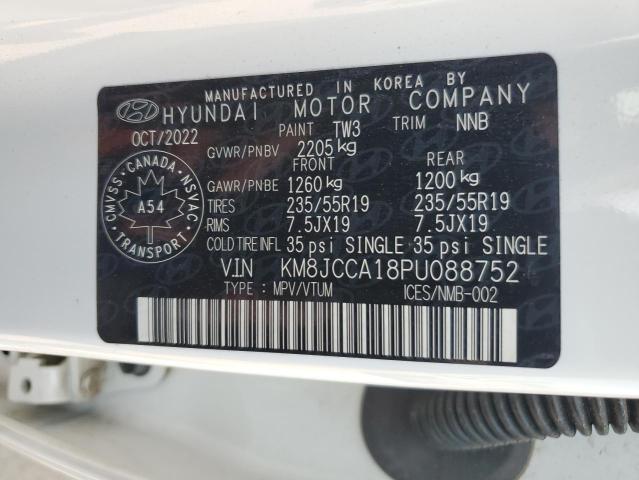 MANUFACTURED IN KOREA BY
HYUNDAI MOTOR COMPANY
OCT/2022 PAINT TW3 TRIM NNB
GVWR/PNBV 2205 kg
FRONT REAR
GAWR/PNBE 1260 kg 1200 kg
TIRES 235/55R19 235/55R19
RIMS 7.5JX19 7.5JX19
COLD TIRE INFL 35 psi SINGLE 35 psi SINGLE
VIN KM8JCCA18PU088752
TYPE : MPV/VTUM ICES/NMB-002
CANADA
CMVSS NSVAC
A54
TRANSPORT